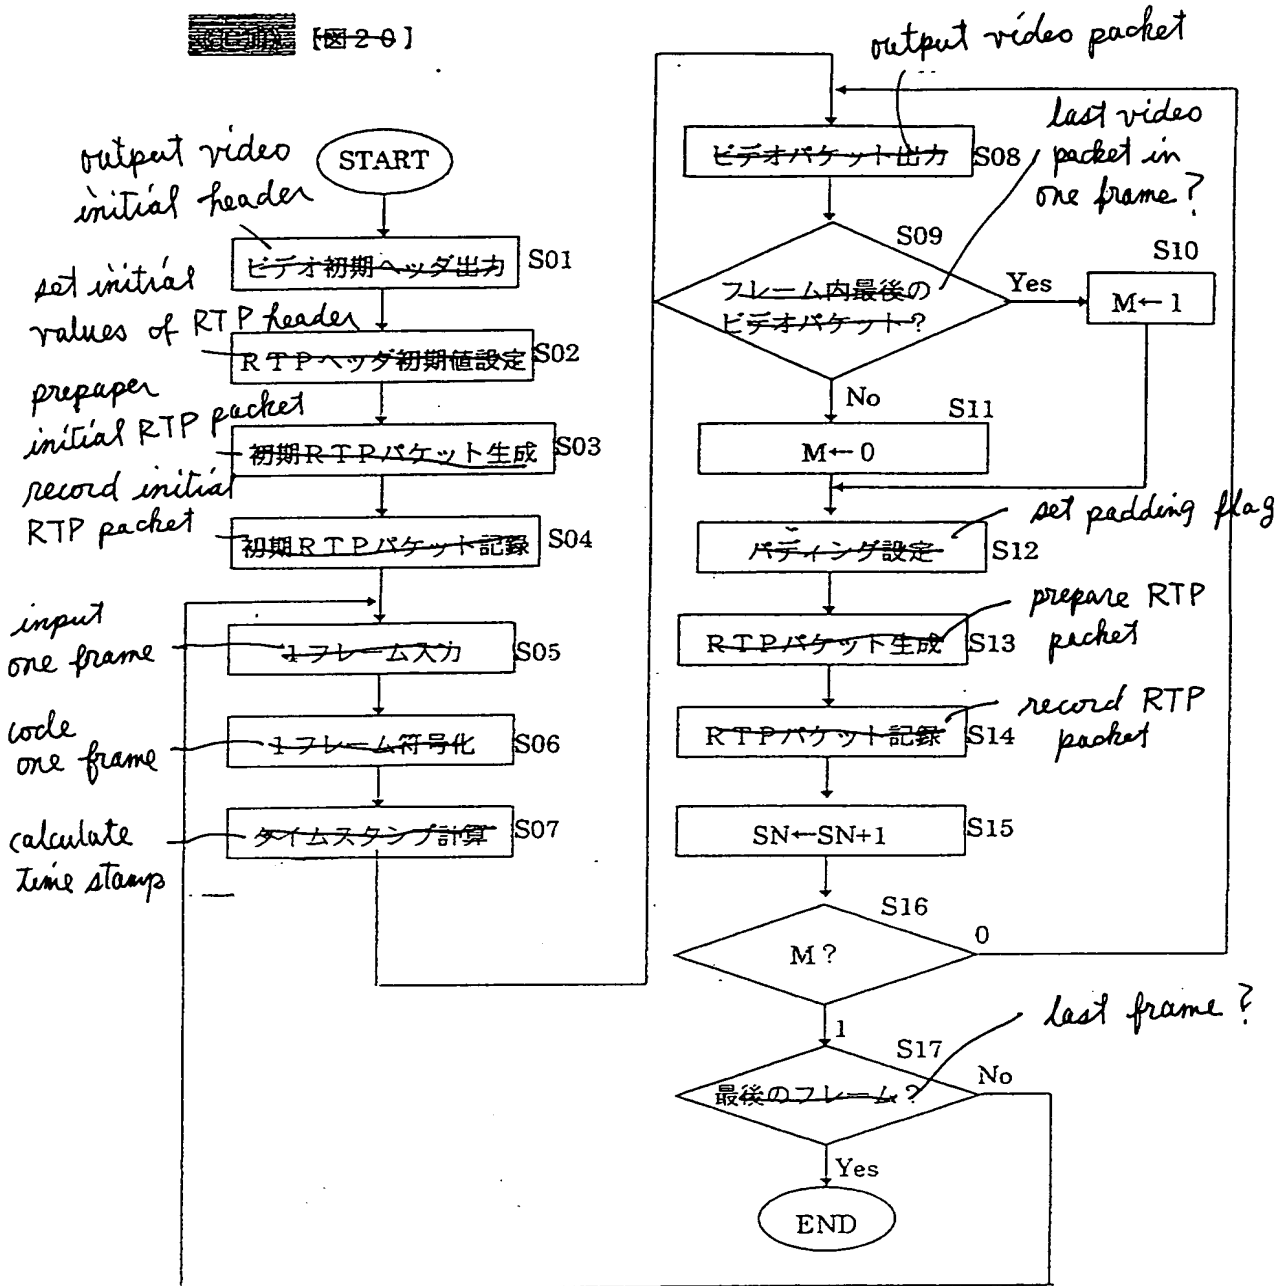 【図20】
output video packet
output video
initial header
START
ビデオ初期ヘッダ出力 S01
set initial
values of RTP header
RTPヘッダ初期値設定 S02
prepaper
initial RTP packet
初期RTPパケット生成 S03
record initial
RTP packet
初期RTPパケット記録 S04
input
one frame
1フレーム入力 S05
code
one frame
1フレーム符号化 S06
calculate
time stamp
タイムスタンプ計算 S07
ビデオパケット出力 S08
last video
packet in
one frame?
S09
フレーム内最後の
ビデオパケット?
Yes
S10
M←1
No
S11
M←0
set padding flag
パディング設定 S12
prepare RTP
packet
RTPパケット生成 S13
record RTP
packet
RTPパケット記録 S14
SN←SN+1 S15
S16
M?
0
1
last frame?
S17
最後のフレーム?
No
Yes
END